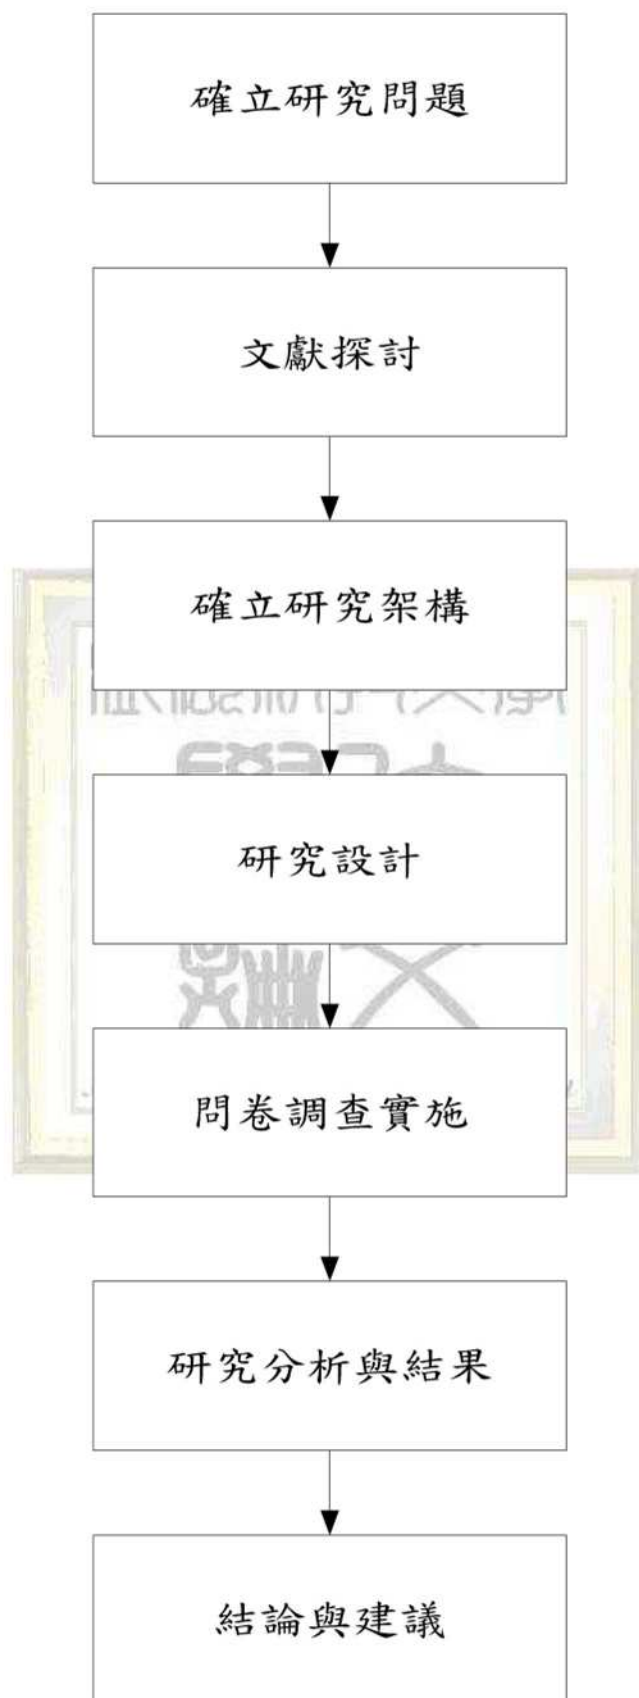 確立研究問題
文獻探討
確立研究架構
研究設計
問卷調查實施
研究分析與結果
結論與建議